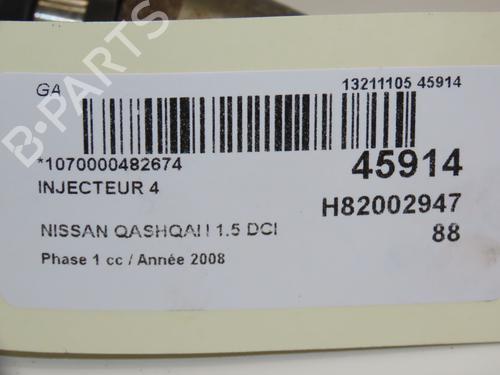 GA
13211105 45914
*1070000482674
45914
INJECTEUR 4
H82002947
88
NISSAN QASHQAI I 1.5 DCI
Phase 1 cc / Année 2008
B-PARTS